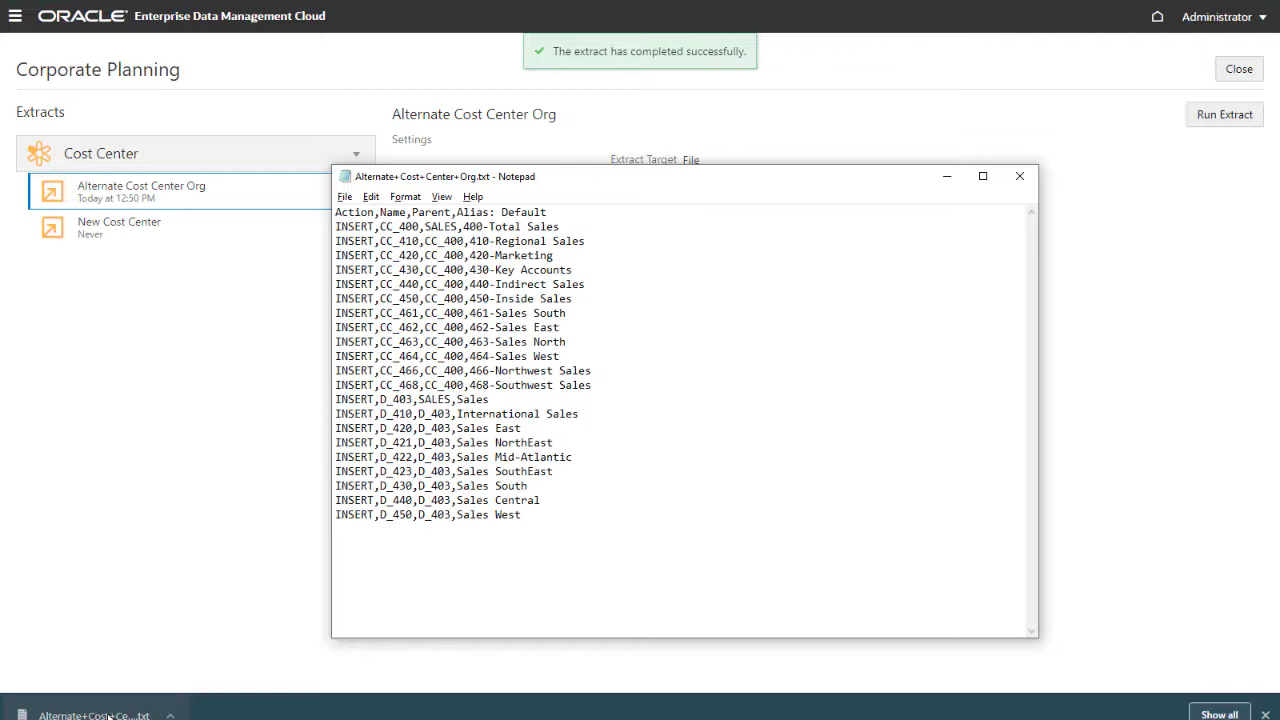 ORACLE® Enterprise Data Management Cloud
Administrator
The extract has completed successfully.
Corporate Planning
Close
Extracts
Alternate Cost Center Org
Run Extract
Settings
Cost Center
Extract Target File
Alternate Cost Center Org
Today at 12:50 PM
New Cost Center
Never
Alternate+Cost+Center+Org.txt - Notepad
File Edit Format View Help
Action,Name,Parent,Alias: Default
INSERT,CC_400,SALES,400-Total Sales
INSERT,CC_410,CC_400,410-Regional Sales
INSERT,CC_420,CC_400,420-Marketing
INSERT,CC_430,CC_400,430-Key Accounts
INSERT,CC_440,CC_400,440-Indirect Sales
INSERT,CC_450,CC_400,450-Inside Sales
INSERT,CC_461,CC_400,461-Sales South
INSERT,CC_462,CC_400,462-Sales East
INSERT,CC_463,CC_400,463-Sales North
INSERT,CC_464,CC_400,464-Sales West
INSERT,CC_466,CC_400,466-Northwest Sales
INSERT,CC_468,CC_400,468-Southwest Sales
INSERT,D_403,SALES,Sales
INSERT,D_410,D_403,International Sales
INSERT,D_420,D_403,Sales East
INSERT,D_421,D_403,Sales NorthEast
INSERT,D_422,D_403,Sales Mid-Atlantic
INSERT,D_423,D_403,Sales SouthEast
INSERT,D_430,D_403,Sales South
INSERT,D_440,D_403,Sales Central
INSERT,D_450,D_403,Sales West
Alternate+Cost+Ce....txt
Show all